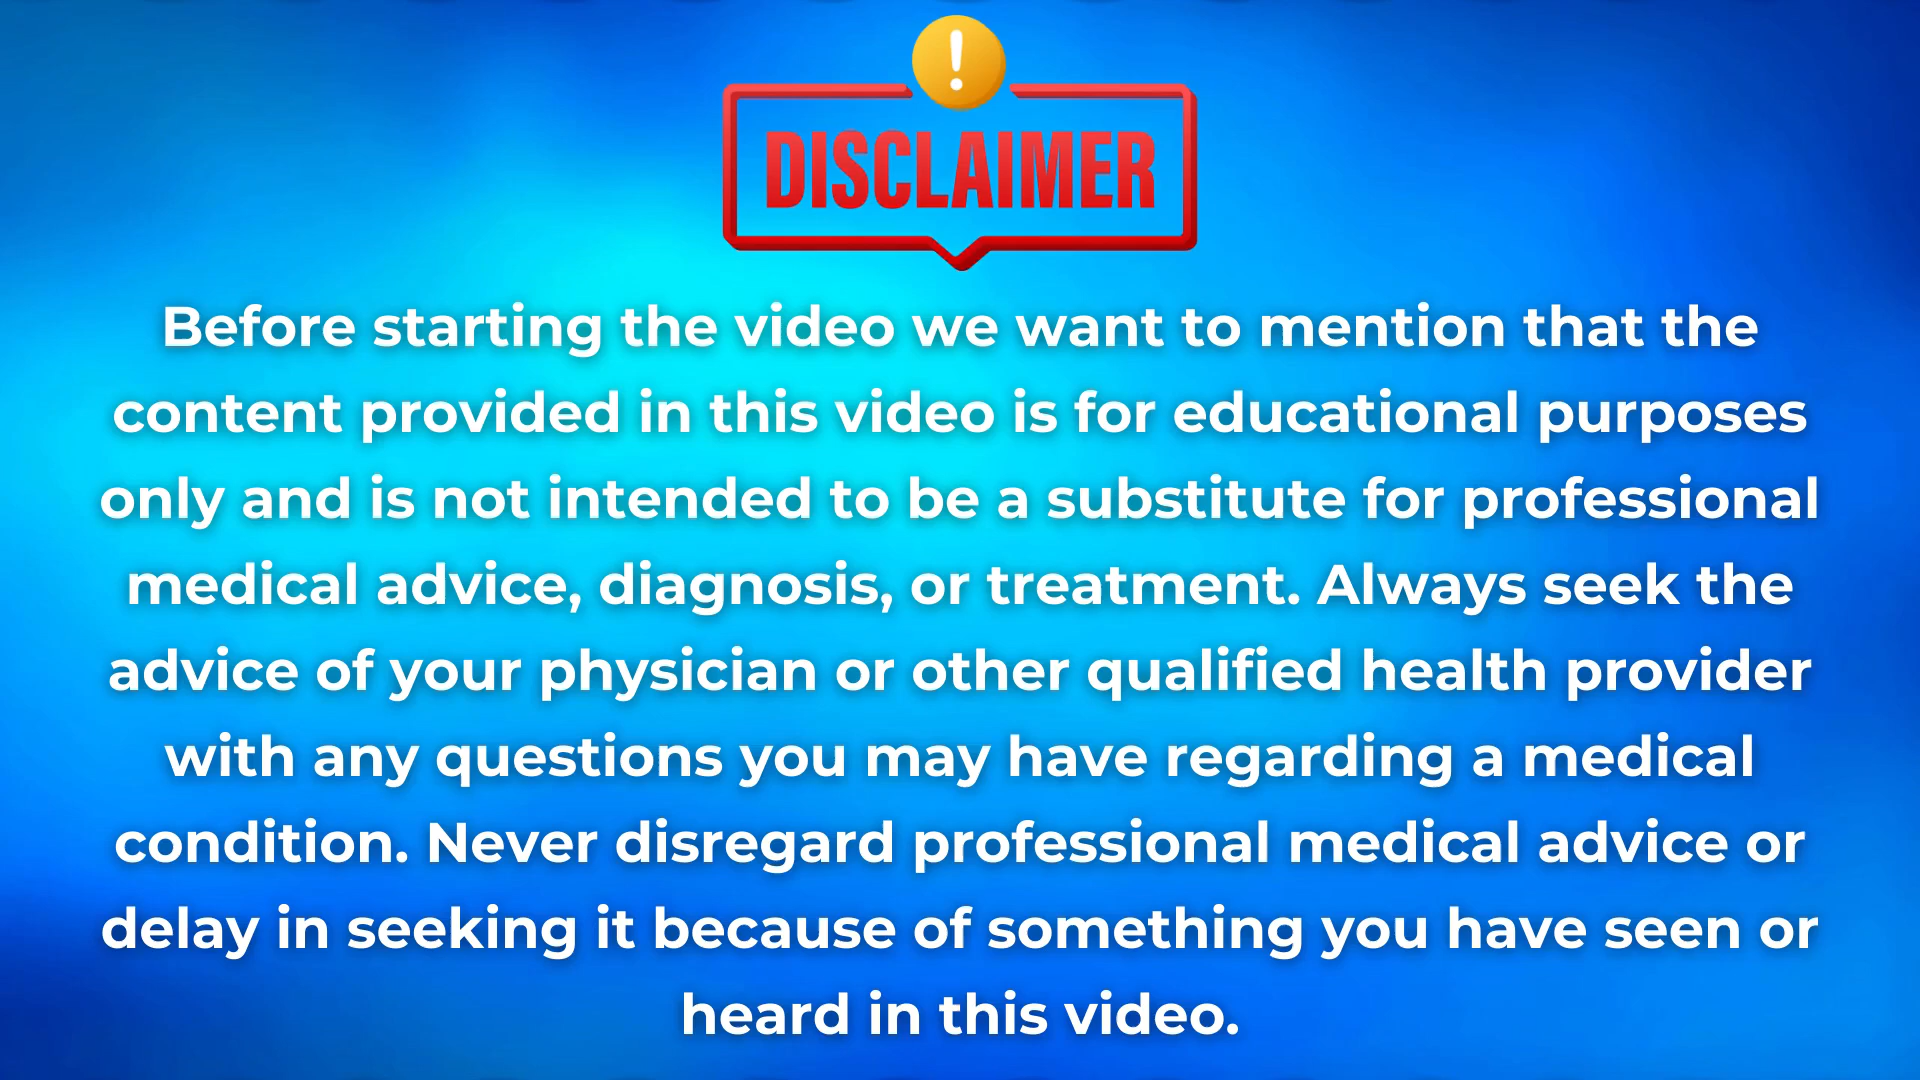 !
DISCLAIMER
Before starting the video we want to mention that the
content provided in this video is for educational purposes
only and is not intended to be a substitute for professional
medical advice, diagnosis, or treatment. Always seek the
advice of your physician or other qualified health provider
with any questions you may have regarding a medical
condition. Never disregard professional medical advice or
delay in seeking it because of something you have seen or
heard in this video.